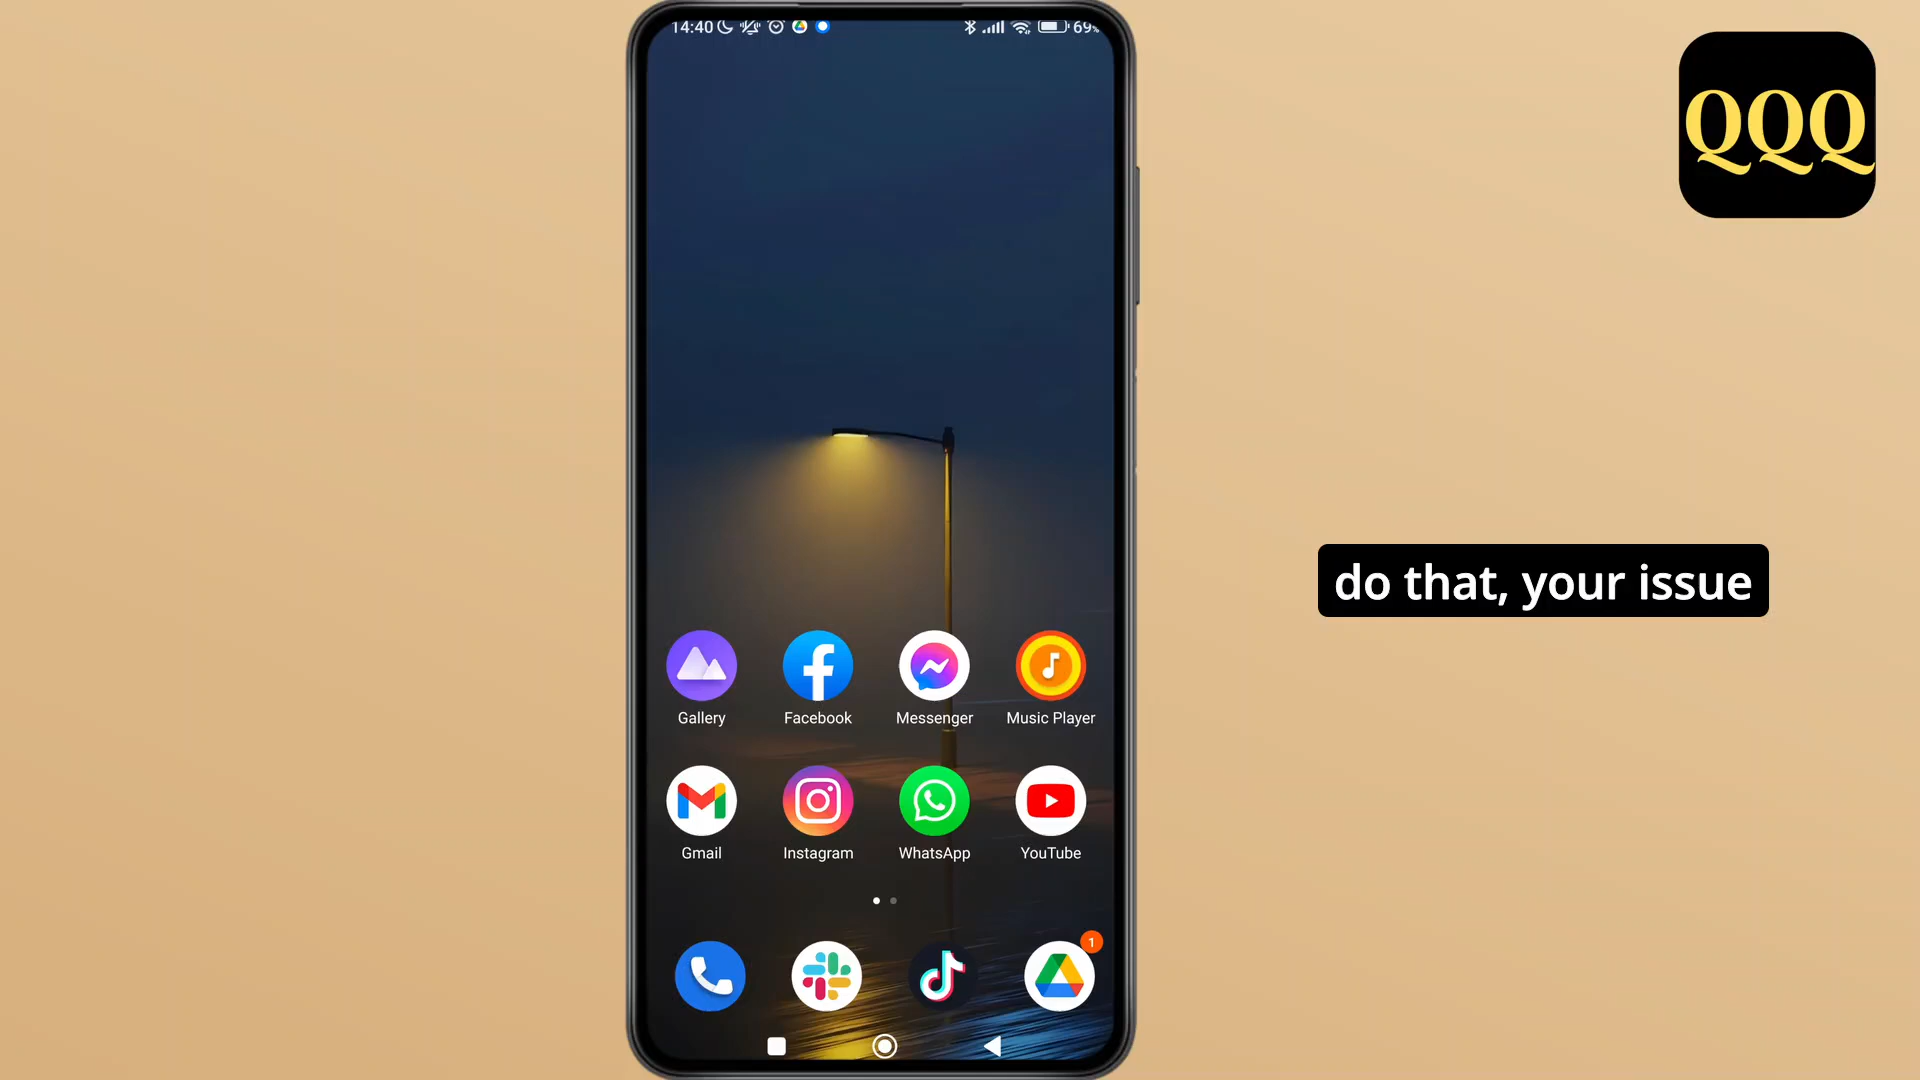 14:40
69%
QQQ
do that, your issue
Gallery
Facebook
Messenger
Music Player
Gmail
Instagram
WhatsApp
YouTube
1